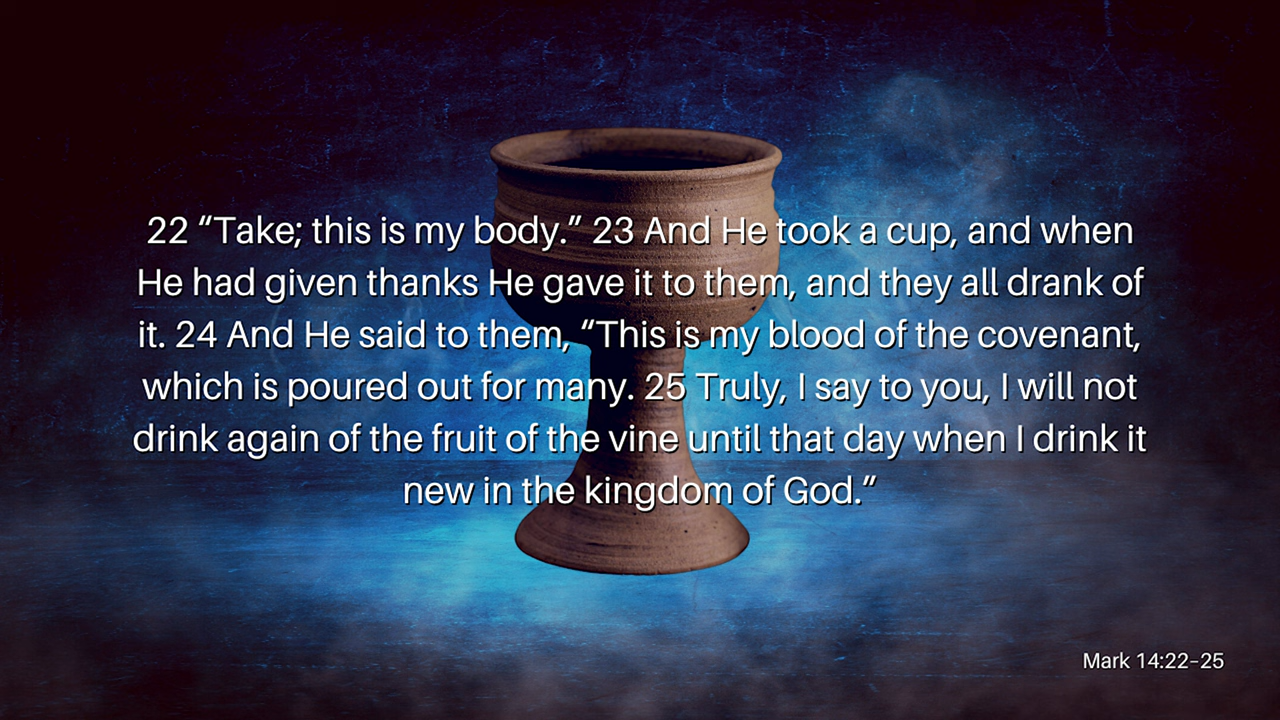 22 “Take; this is my body.” 23 And He took a cup, and when
He had given thanks He gave it to them, and they all drank of
it. 24 And He said to them, “This is my blood of the covenant,
which is poured out for many. 25 Truly, I say to you, I will not
drink again of the fruit of the vine until that day when I drink it
new in the kingdom of God.”
Mark 14:22–25